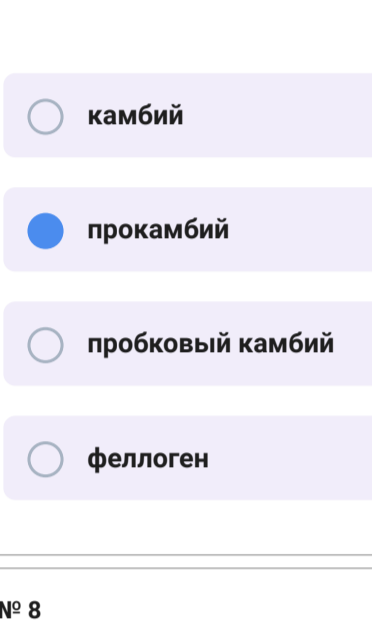 камбий
прокамбий
пробковый камбий
феллоген
№ 8